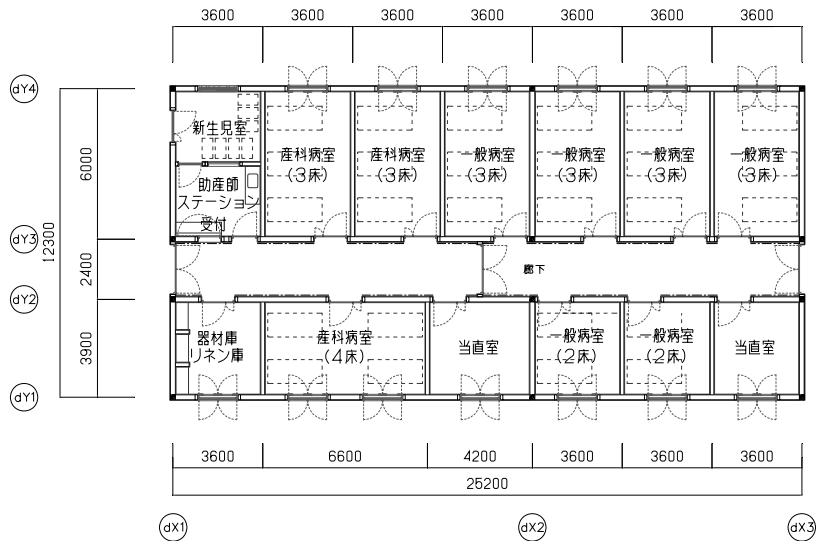 3600 3600 3600 3600 3600 3600 3600
dY4
新生児室
6000
産科病室
(3床)
産科病室
(3床)
一般病室
(3床)
一般病室
(3床)
一般病室
(3床)
一般病室
(3床)
助産師
ステーション
受付
dY3
12300
2400
廊下
dY2
3900
器材庫
リネン庫
産科病室
(4床)
当直室
一般病室
(2床)
一般病室
(2床)
当直室
dY1
3600 6600 4200 3600 3600 3600
25200
dX1 dX2 dX3